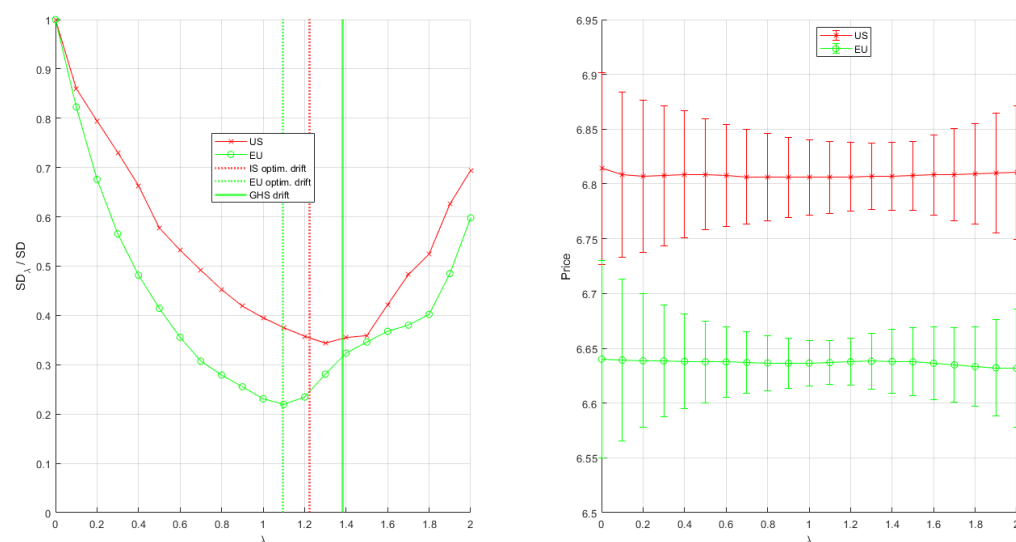 1
0.9
0.8
0.7
0.6
0.5
0.4
0.3
0.2
0.1
0
SDλ / SD
US
EU
IS optim. drift
EU optim. drift
GHS drift
0 0.2 0.4 0.6 0.8 1 1.2 1.4 1.6 1.8 2
λ
6.95
6.9
6.85
6.8
6.75
6.7
6.65
6.6
6.55
6.5
Price
US
EU
0 0.2 0.4 0.6 0.8 1 1.2 1.4 1.6 1.8 2
λ